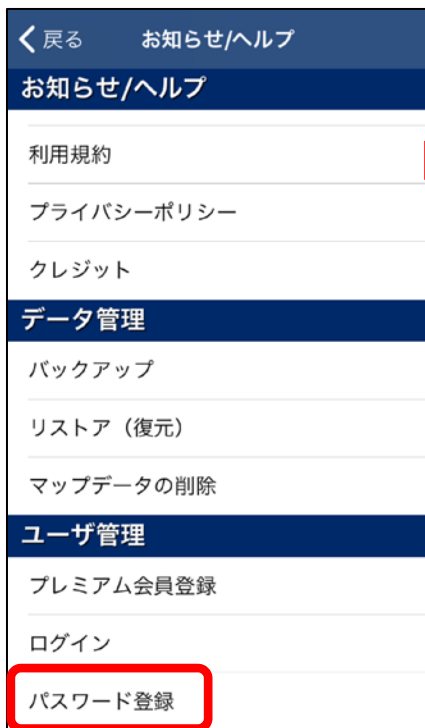 戻る お知らせ/ヘルプ
お知らせ/ヘルプ
利用規約
プライバシーポリシー
クレジット
データ管理
バックアップ
リストア（復元）
マップデータの削除
ユーザ管理
プレミアム会員登録
ログイン
パスワード登録